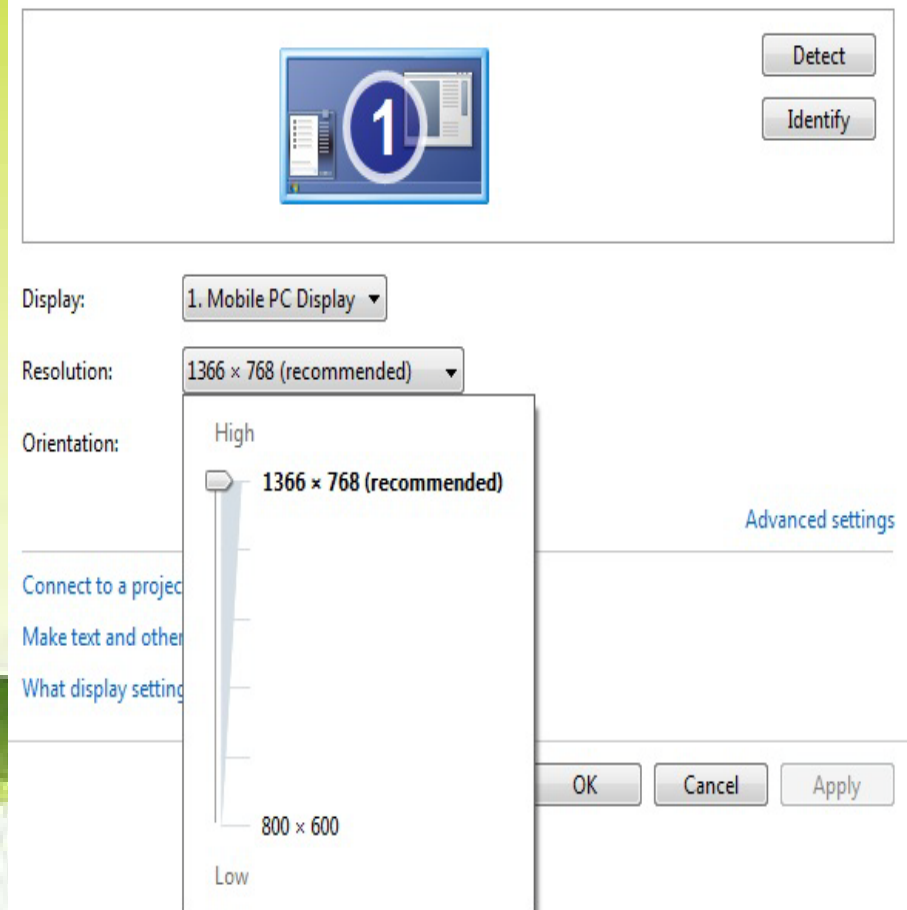 1
Detect
Identify
Display: 1. Mobile PC Display
Resolution: 1366 × 768 (recommended)
Orientation:
High
1366 × 768 (recommended)
Advanced settings
Connect to a projec
Make text and other
What display setting
OK Cancel Apply
800 × 600
Low